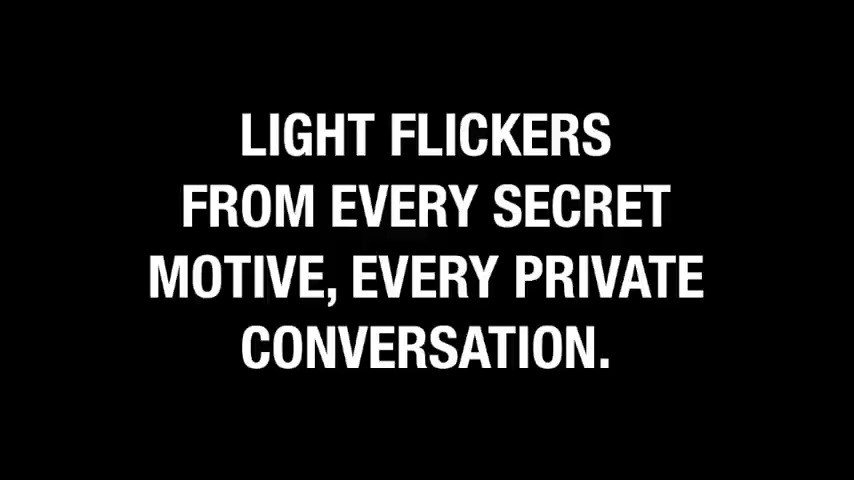 LIGHT FLICKERS
FROM EVERY SECRET
MOTIVE, EVERY PRIVATE
CONVERSATION.